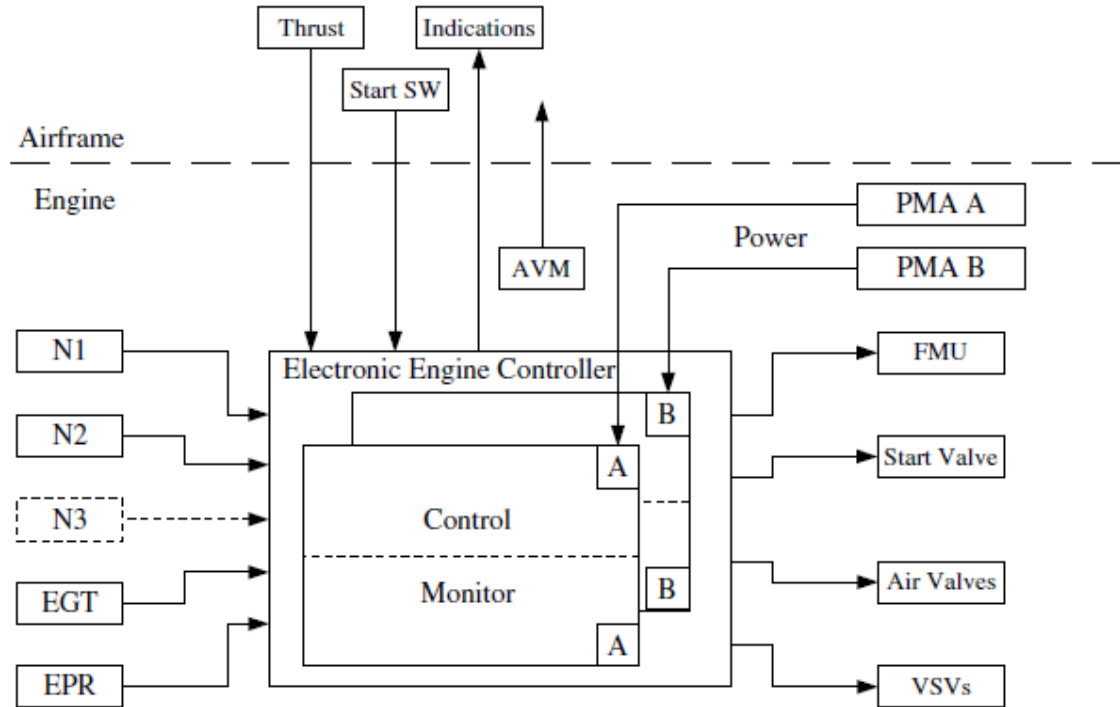 Thrust
Indications
Start SW
Airframe
Engine
PMA A
Power
AVM
PMA B
N1
FMU
Electronic Engine Controller
B
N2
A
Start Valve
N3
Control
EGT
Monitor
B
Air Valves
A
EPR
VSVs